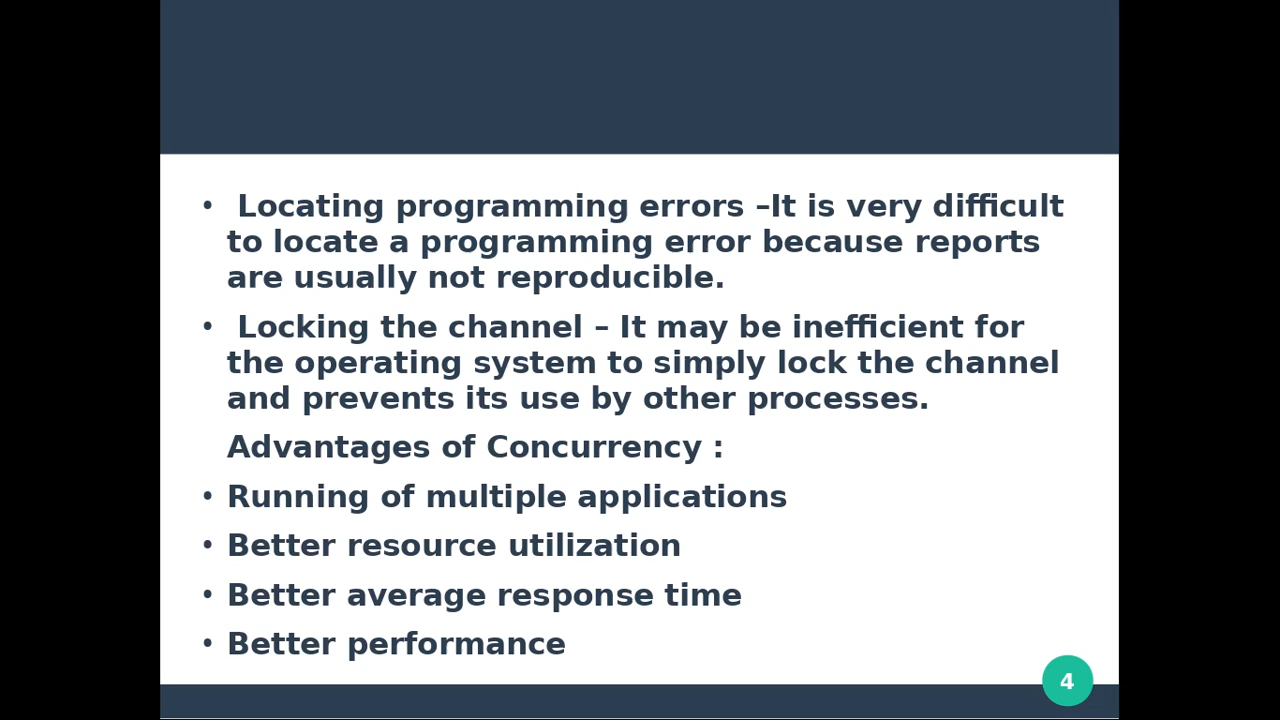 • Locating programming errors –It is very difficult
to locate a programming error because reports
are usually not reproducible.
• Locking the channel – It may be inefficient for
the operating system to simply lock the channel
and prevents its use by other processes.
Advantages of Concurrency :
• Running of multiple applications
• Better resource utilization
• Better average response time
• Better performance
4